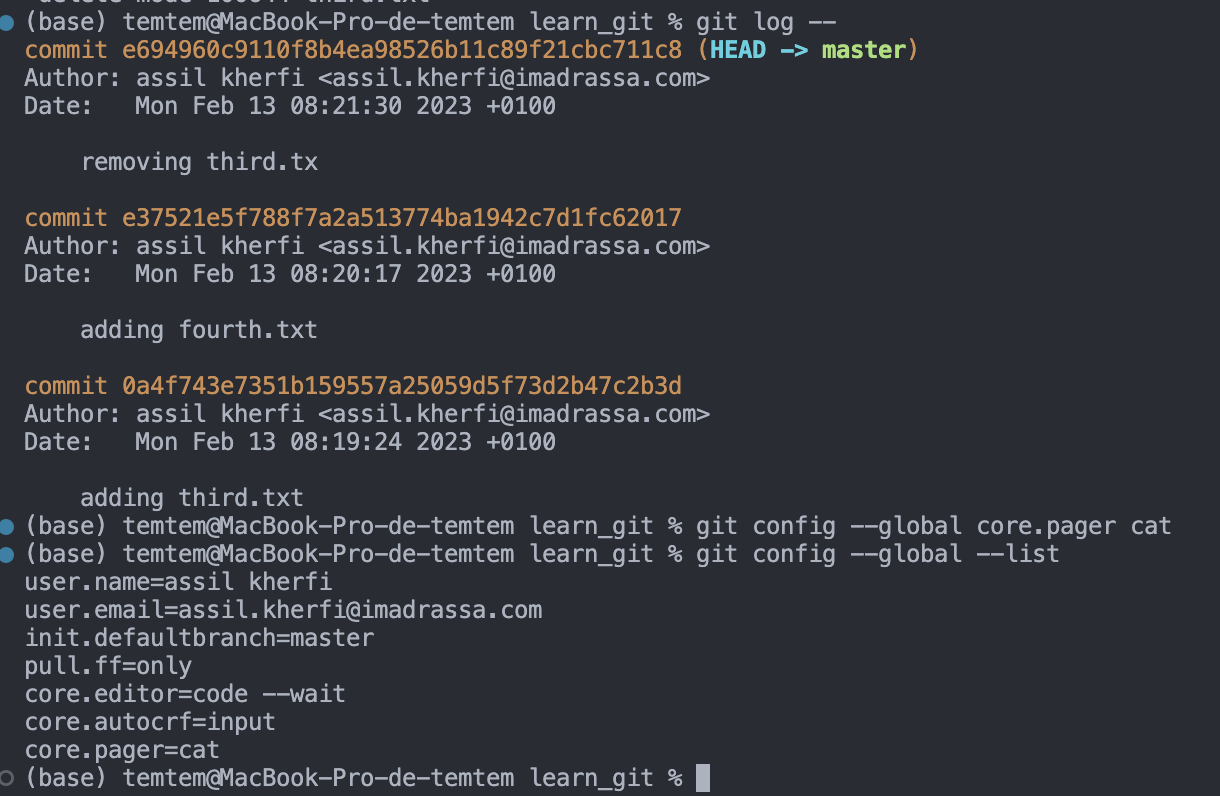 (base) temtem@MacBook-Pro-de-temtem learn_git % git log --
commit e694960c9110f8b4ea98526b11c89f21cbc711c8 (HEAD -> master)
Author: assil kherfi <assil.kherfi@imadrassa.com>
Date:   Mon Feb 13 08:21:30 2023 +0100
    removing third.tx
commit e37521e5f788f7a2a513774ba1942c7d1fc62017
Author: assil kherfi <assil.kherfi@imadrassa.com>
Date:   Mon Feb 13 08:20:17 2023 +0100
    adding fourth.txt
commit 0a4f743e7351b159557a25059d5f73d2b47c2b3d
Author: assil kherfi <assil.kherfi@imadrassa.com>
Date:   Mon Feb 13 08:19:24 2023 +0100
    adding third.txt
(base) temtem@MacBook-Pro-de-temtem learn_git % git config --global core.pager cat
(base) temtem@MacBook-Pro-de-temtem learn_git % git config --global --list
user.name=assil kherfi
user.email=assil.kherfi@imadrassa.com
init.defaultbranch=master
pull.ff=only
core.editor=code --wait
core.autocrf=input
core.pager=cat
(base) temtem@MacBook-Pro-de-temtem learn_git %